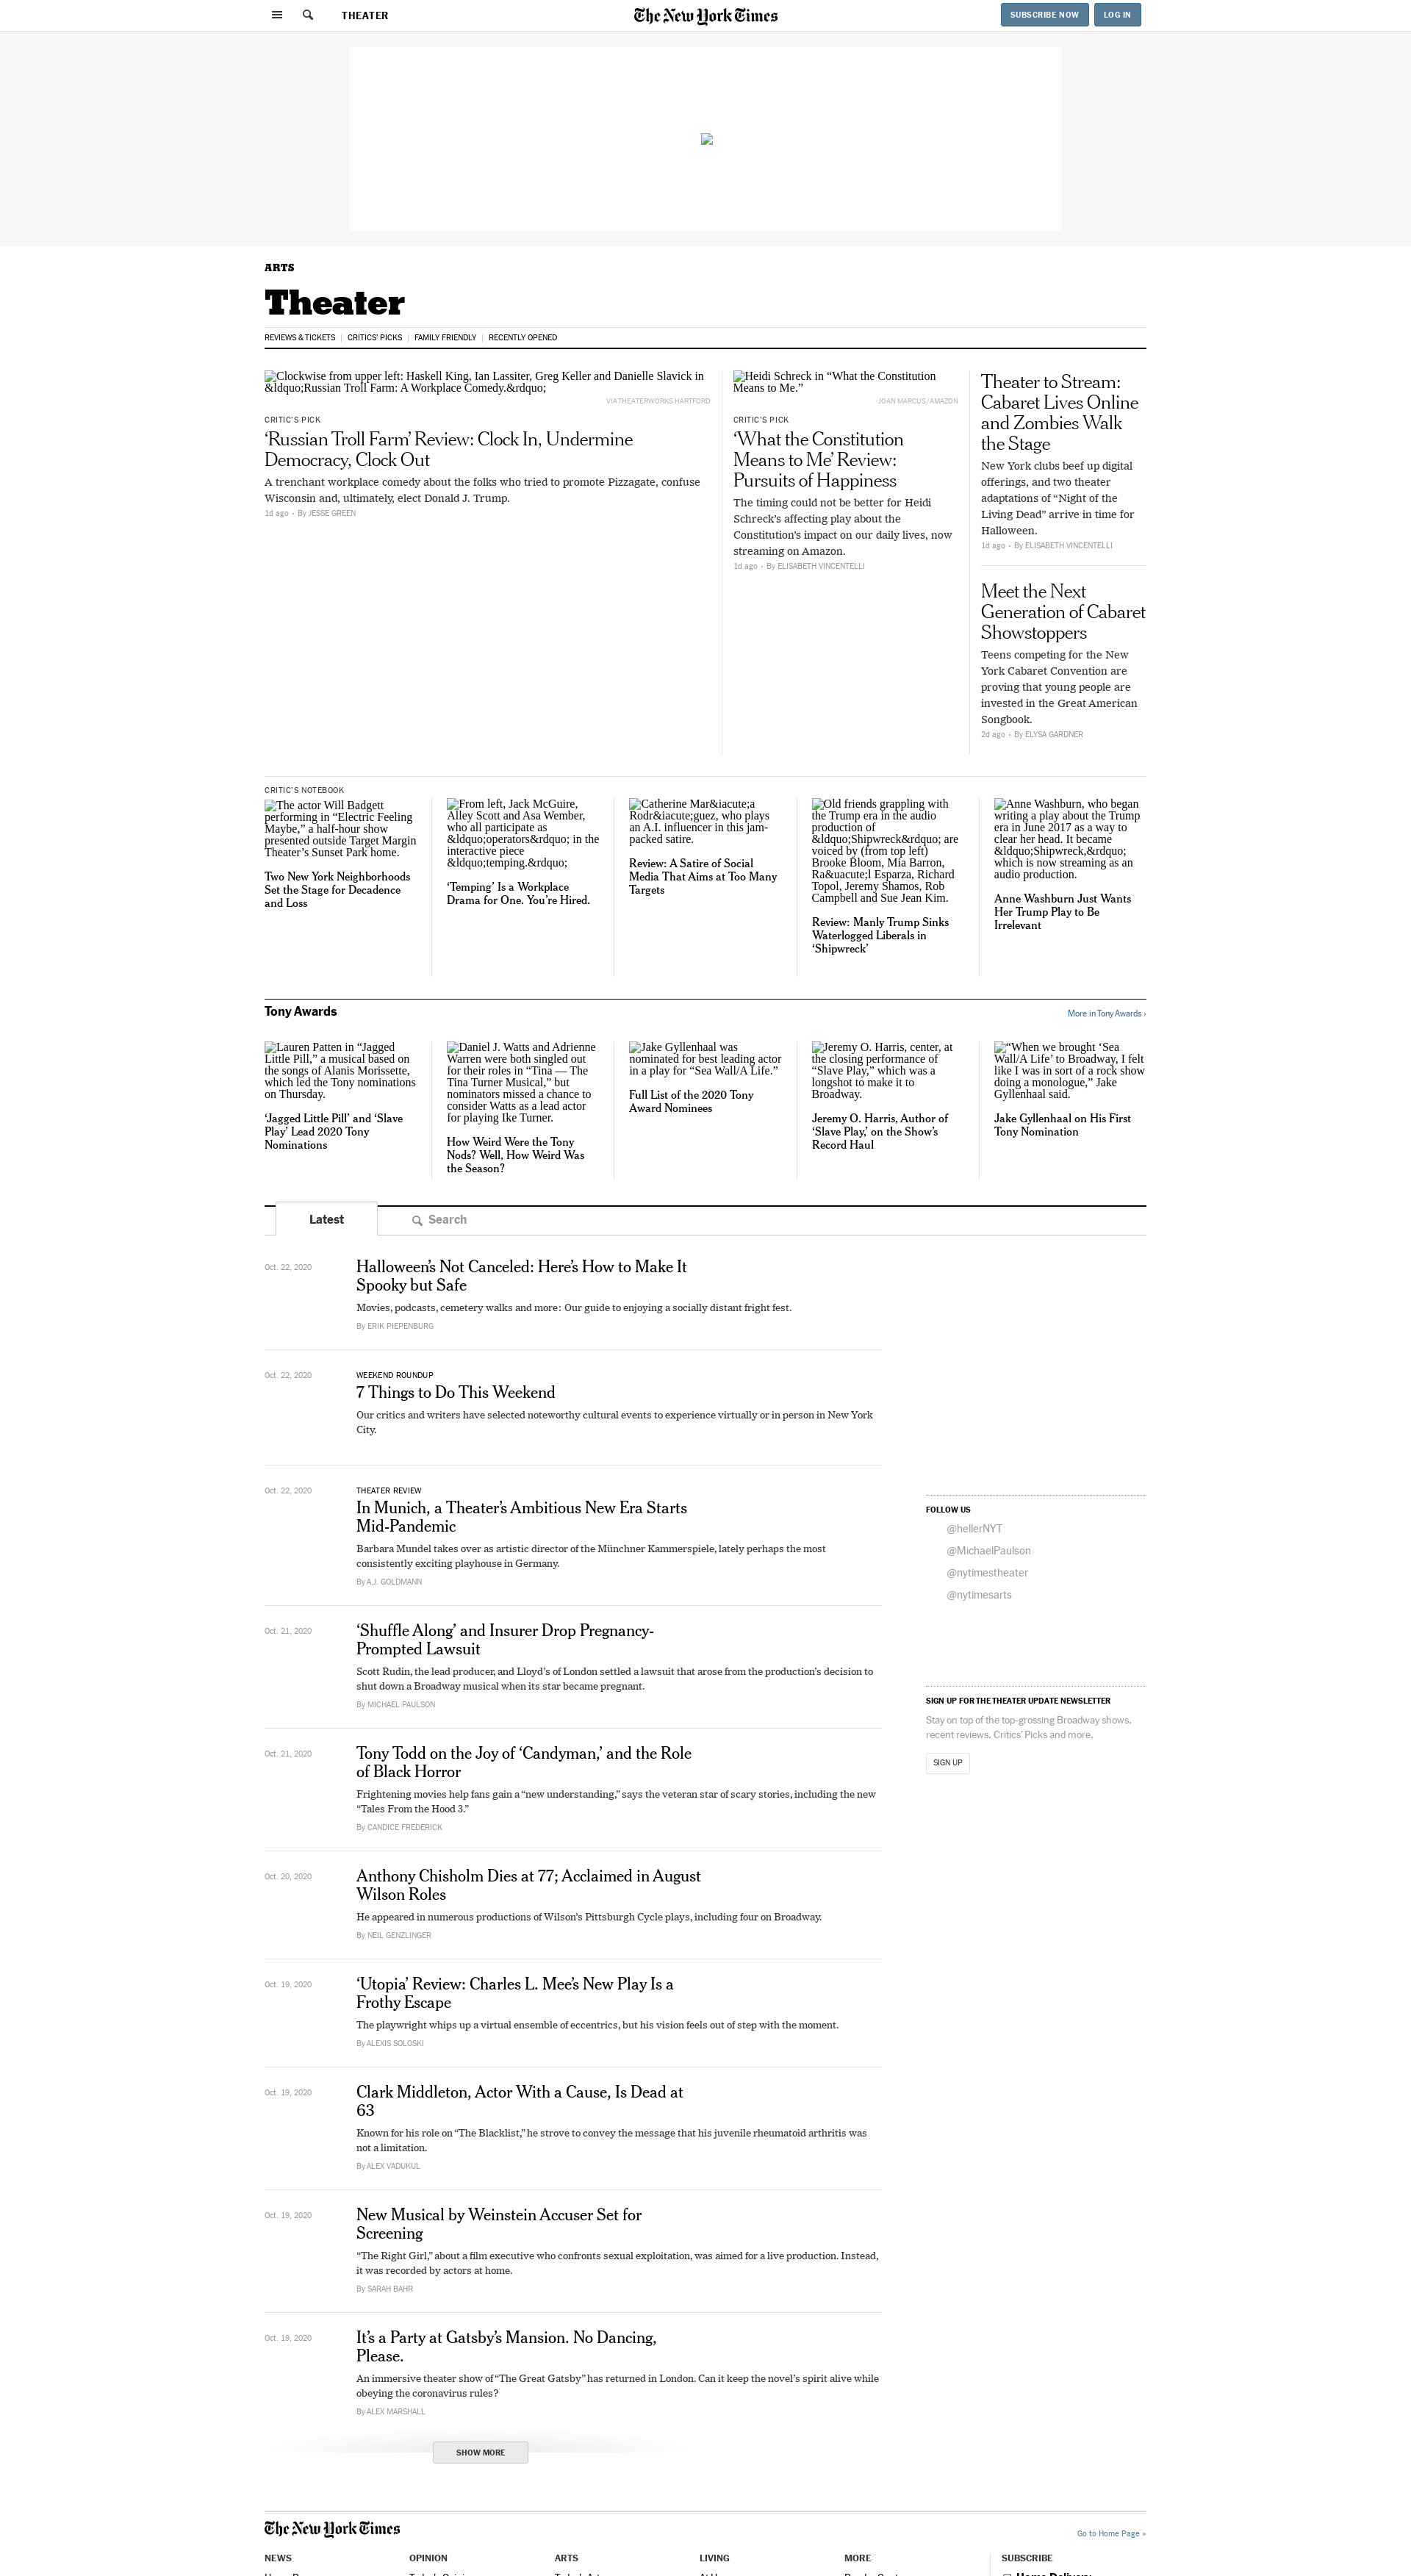 THEATER
The New York Times
SUBSCRIBE NOW
LOG IN
ARTS
Theater
REVIEWS & TICKETS
CRITICS' PICKS
FAMILY FRIENDLY
RECENTLY OPENED
Clockwise from upper left: Haskell King, Ian Lassiter, Greg Keller and Danielle Slavick in
&ldquo;Russian Troll Farm: A Workplace Comedy.&rdquo;
VIA THEATERWORKS HARTFORD
CRITIC'S PICK
‘Russian Troll Farm’ Review: Clock In, Undermine
Democracy, Clock Out
A trenchant workplace comedy about the folks who tried to promote Pizzagate, confuse
Wisconsin and, ultimately, elect Donald J. Trump.
1d ago • By JESSE GREEN
Heidi Schreck in “What the Constitution
Means to Me.”
JOAN MARCUS/AMAZON
CRITIC'S PICK
‘What the Constitution
Means to Me’ Review:
Pursuits of Happiness
The timing could not be better for Heidi
Schreck’s affecting play about the
Constitution’s impact on our daily lives, now
streaming on Amazon.
1d ago • By ELISABETH VINCENTELLI
Theater to Stream:
Cabaret Lives Online
and Zombies Walk
the Stage
New York clubs beef up digital
offerings, and two theater
adaptations of “Night of the
Living Dead” arrive in time for
Halloween.
1d ago • By ELISABETH VINCENTELLI
Meet the Next
Generation of Cabaret
Showstoppers
Teens competing for the New
York Cabaret Convention are
proving that young people are
invested in the Great American
Songbook.
2d ago • By ELYSA GARDNER
CRITIC'S NOTEBOOK
The actor Will Badgett
performing in “Electric Feeling
Maybe,” a half-hour show
presented outside Target Margin
Theater’s Sunset Park home.
Two New York Neighborhoods
Set the Stage for Decadence
and Loss
From left, Jack McGuire,
Alley Scott and Asa Wember,
who all participate as
&ldquo;operators&rdquo; in the
interactive piece
&ldquo;temping.&rdquo;
‘Temping’ Is a Workplace
Drama for One. You’re Hired.
Catherine Mar&iacute;a
Rodr&iacute;guez, who plays
an A.I. influencer in this jam-
packed satire.
Review: A Satire of Social
Media That Aims at Too Many
Targets
Old friends grappling with
the Trump era in the audio
production of
&ldquo;Shipwreck&rdquo; are
voiced by (from top left)
Brooke Bloom, Mia Barron,
Ra&uacute;l Esparza, Richard
Topol, Jeremy Shamos, Rob
Campbell and Sue Jean Kim.
Review: Manly Trump Sinks
Waterlogged Liberals in
‘Shipwreck’
Anne Washburn, who began
writing a play about the Trump
era in June 2017 as a way to
clear her head. It became
&ldquo;Shipwreck,&rdquo;
which is now streaming as an
audio production.
Anne Washburn Just Wants
Her Trump Play to Be
Irrelevant
Tony Awards
More in Tony Awards ›
Lauren Patten in “Jagged
Little Pill,” a musical based on
the songs of Alanis Morissette,
which led the Tony nominations
on Thursday.
‘Jagged Little Pill’ and ‘Slave
Play’ Lead 2020 Tony
Nominations
Daniel J. Watts and Adrienne
Warren were both singled out
for their roles in “Tina — The
Tina Turner Musical,” but
nominators missed a chance to
consider Watts as a lead actor
for playing Ike Turner.
How Weird Were the Tony
Nods? Well, How Weird Was
the Season?
Jake Gyllenhaal was
nominated for best leading actor
in a play for “Sea Wall/A Life.”
Full List of the 2020 Tony
Award Nominees
Jeremy O. Harris, center, at
the closing performance of
“Slave Play,” which was a
longshot to make it to
Broadway.
Jeremy O. Harris, Author of
‘Slave Play,’ on the Show’s
Record Haul
“When we brought ‘Sea
Wall/A Life’ to Broadway, I felt
like I was in sort of a rock show
doing a monologue,” Jake
Gyllenhaal said.
Jake Gyllenhaal on His First
Tony Nomination
Latest
Search
Oct. 22, 2020
Halloween’s Not Canceled: Here’s How to Make It
Spooky but Safe
Movies, podcasts, cemetery walks and more: Our guide to enjoying a socially distant fright fest.
By ERIK PIEPENBURG
Oct. 22, 2020
WEEKEND ROUNDUP
7 Things to Do This Weekend
Our critics and writers have selected noteworthy cultural events to experience virtually or in person in New York
City.
Oct. 22, 2020
THEATER REVIEW
In Munich, a Theater’s Ambitious New Era Starts
Mid-Pandemic
Barbara Mundel takes over as artistic director of the Münchner Kammerspiele, lately perhaps the most
consistently exciting playhouse in Germany.
By A.J. GOLDMANN
Oct. 21, 2020
‘Shuffle Along’ and Insurer Drop Pregnancy-
Prompted Lawsuit
Scott Rudin, the lead producer, and Lloyd’s of London settled a lawsuit that arose from the production’s decision to
shut down a Broadway musical when its star became pregnant.
By MICHAEL PAULSON
Oct. 21, 2020
Tony Todd on the Joy of ‘Candyman,’ and the Role
of Black Horror
Frightening movies help fans gain a “new understanding,” says the veteran star of scary stories, including the new
“Tales From the Hood 3.”
By CANDICE FREDERICK
Oct. 20, 2020
Anthony Chisholm Dies at 77; Acclaimed in August
Wilson Roles
He appeared in numerous productions of Wilson’s Pittsburgh Cycle plays, including four on Broadway.
By NEIL GENZLINGER
Oct. 19, 2020
‘Utopia’ Review: Charles L. Mee’s New Play Is a
Frothy Escape
The playwright whips up a virtual ensemble of eccentrics, but his vision feels out of step with the moment.
By ALEXIS SOLOSKI
Oct. 19, 2020
Clark Middleton, Actor With a Cause, Is Dead at
63
Known for his role on “The Blacklist,” he strove to convey the message that his juvenile rheumatoid arthritis was
not a limitation.
By ALEX VADUKUL
Oct. 19, 2020
New Musical by Weinstein Accuser Set for
Screening
“The Right Girl,” about a film executive who confronts sexual exploitation, was aimed for a live production. Instead,
it was recorded by actors at home.
By SARAH BAHR
Oct. 19, 2020
It’s a Party at Gatsby’s Mansion. No Dancing,
Please.
An immersive theater show of “The Great Gatsby” has returned in London. Can it keep the novel’s spirit alive while
obeying the coronavirus rules?
By ALEX MARSHALL
SHOW MORE
FOLLOW US
@hellerNYT
@MichaelPaulson
@nytimestheater
@nytimesarts
SIGN UP FOR THE THEATER UPDATE NEWSLETTER
Stay on top of the top-grossing Broadway shows,
recent reviews, Critics’ Picks and more.
SIGN UP
The New York Times
Go to Home Page »
NEWS
OPINION
ARTS
LIVING
MORE
SUBSCRIBE